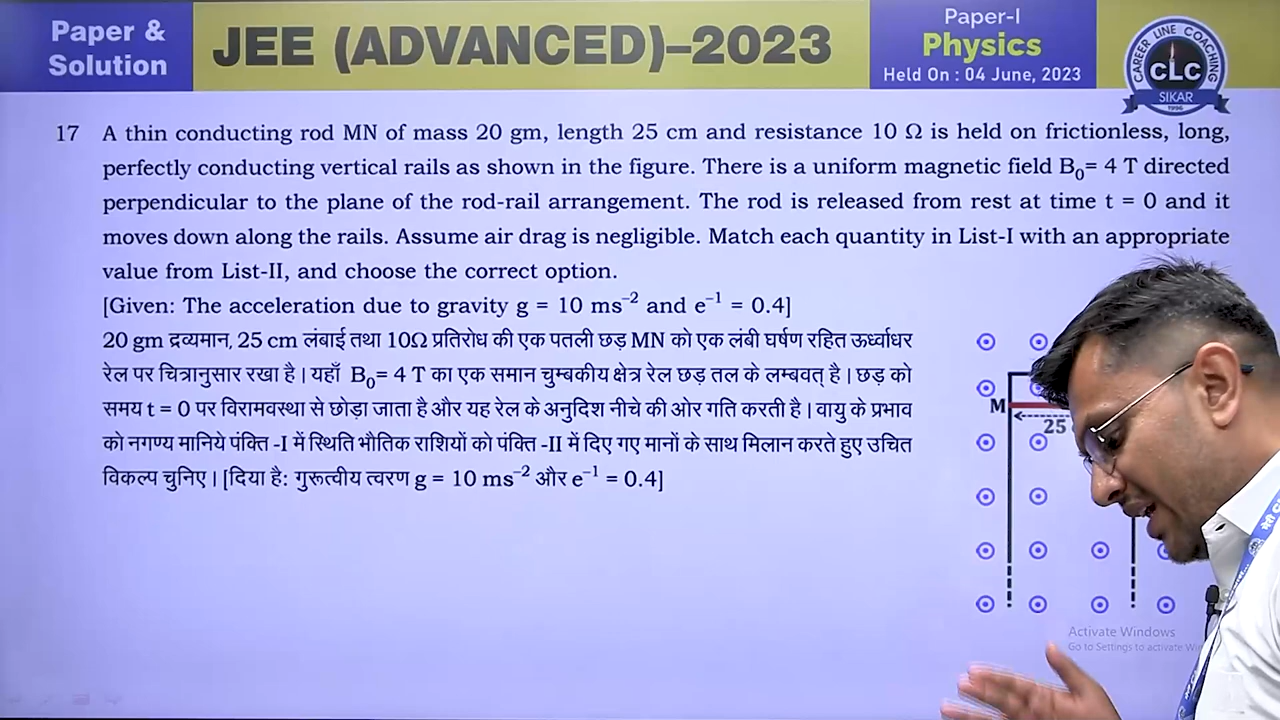 Paper &
Solution
JEE (ADVANCED)–2023
Paper-I
Physics
Held On : 04 June, 2023
CAREER LINE COACHING
CLC
SIKAR
1996
17 A thin conducting rod MN of mass 20 gm, length 25 cm and resistance 10 Ω is held on frictionless, long,
perfectly conducting vertical rails as shown in the figure. There is a uniform magnetic field B₀= 4 T directed
perpendicular to the plane of the rod-rail arrangement. The rod is released from rest at time t = 0 and it
moves down along the rails. Assume air drag is negligible. Match each quantity in List-I with an appropriate
value from List-II, and choose the correct option.
[Given: The acceleration due to gravity g = 10 ms⁻² and e⁻¹ = 0.4]
20 gm द्रव्यमान, 25 cm लंबाई तथा 10Ω प्रतिरोध की एक पतली छड़ MN को एक लंबी घर्षण रहित ऊर्ध्वाधर
रेल पर चित्रानुसार रखा है। यहाँ B₀= 4 T का एक समान चुम्बकीय क्षेत्र रेल छड़ तल के लम्बवत् है। छड़ को
समय t = 0 पर विरामवस्था से छोड़ा जाता है और यह रेल के अनुदिश नीचे की ओर गति करती है। वायु के प्रभाव
को नगण्य मानिये पंक्ति -I में स्थिति भौतिक राशियों को पंक्ति -II में दिए गए मानों के साथ मिलान करते हुए उचित
विकल्प चुनिए। [दिया है: गुरूत्वीय त्वरण g = 10 ms⁻² और e⁻¹ = 0.4]
M
25
Activate Windows
Go to Settings to activate